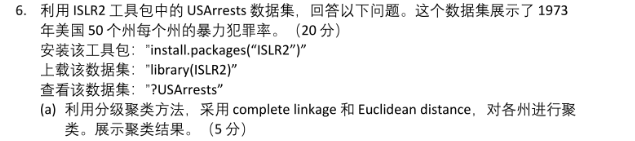 6. 利用 ISLR2 工具包中的 USArrests 数据集，回答以下问题。这个数据集展示了 1973
年美国 50 个州每个州的暴力犯罪率。（20 分）
安装该工具包："install.packages(“ISLR2”)”
上载该数据集："library(ISLR2)”
查看该数据集："?USArrests”
(a) 利用分级聚类方法，采用 complete linkage 和 Euclidean distance，对各州进行聚
类。展示聚类结果。（5 分）